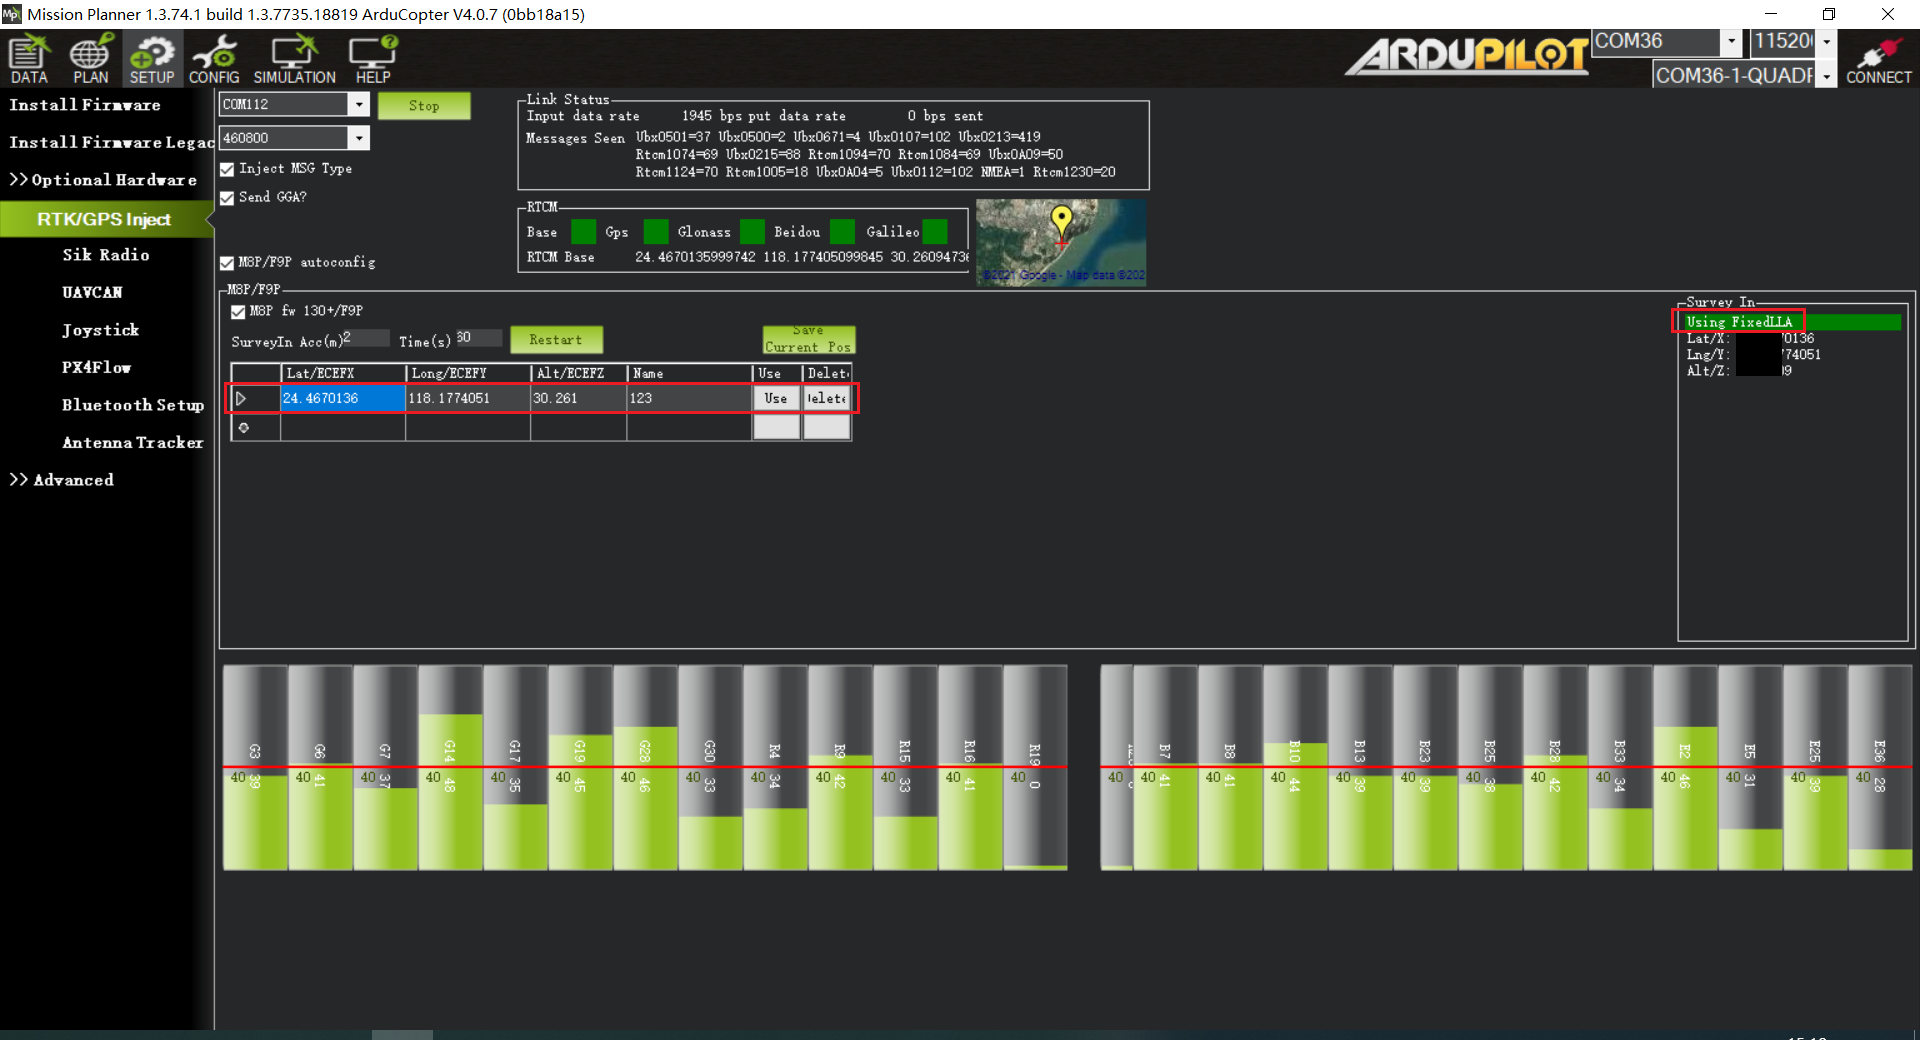 Mission Planner 1.3.74.1 build 1.3.7735.18819 ArduCopter V4.0.7 (0bb18a15)
DATA PLAN SETUP CONFIG SIMULATION HELP
ARDUPILOT
COM36
COM36-1-QUADR
CONNECT
Install Firmware
Install Firmware Legac
>> Optional Hardware
RTK/GPS Inject
Sik Radio
UAVCAN
Joystick
PX4Flow
Bluetooth Setup
Antenna Tracker
>> Advanced
COM112
Stop
460800
Inject MSG Type
Send GGA?
M8P/F9P autoconfig
Link Status
Input data rate 1945 bps put data rate 0 bps sent
Messages Seen Ubx0501=37 Ubx0500=2 Ubx0671=4 Ubx0107=102 Ubx0213=419
Rtcm1074=69 Ubx0215=88 Rtcm1094=70 Rtcm1084=69 Ubx0A09=50
Rtcm1124=70 Rtcm1005=18 Ubx0A04=5 Ubx0112=102 NMEA=1 Rtcm1230=20
RTCM
Base Gps Glonass Beidou Galileo
RTCM Base 24.4670135999742 118.177405099845 30.2609473
©2021 Google - Map data ©202
M8P/F9P
M8P fw 130+/F9P
SurveyIn Acc(m) 2 Time(s) 60 Restart
Save
Current Pos
Lat/ECEFX Long/ECEFY Alt/ECEFZ Name Use Delet
24.4670136 118.1774051 30.261 123 Use elete
Survey In
Using FixedLLA
Lat/X: 70136
Lng/Y: 74051
Alt/Z: 9
G3 G6 G7 G14 G17 G19 G28 G30 R4 R9 R15 R16 R19
40 39 40 41 40 37 40 48 40 35 40 45 40 46 40 33 40 34 40 42 40 33 40 41 40 0
B7 B8 B10 B13 B23 B25 B28 B33 E2 E5 E25 E36
40 40 41 40 41 40 44 40 39 40 39 40 38 40 42 40 34 40 46 40 31 40 39 40 28